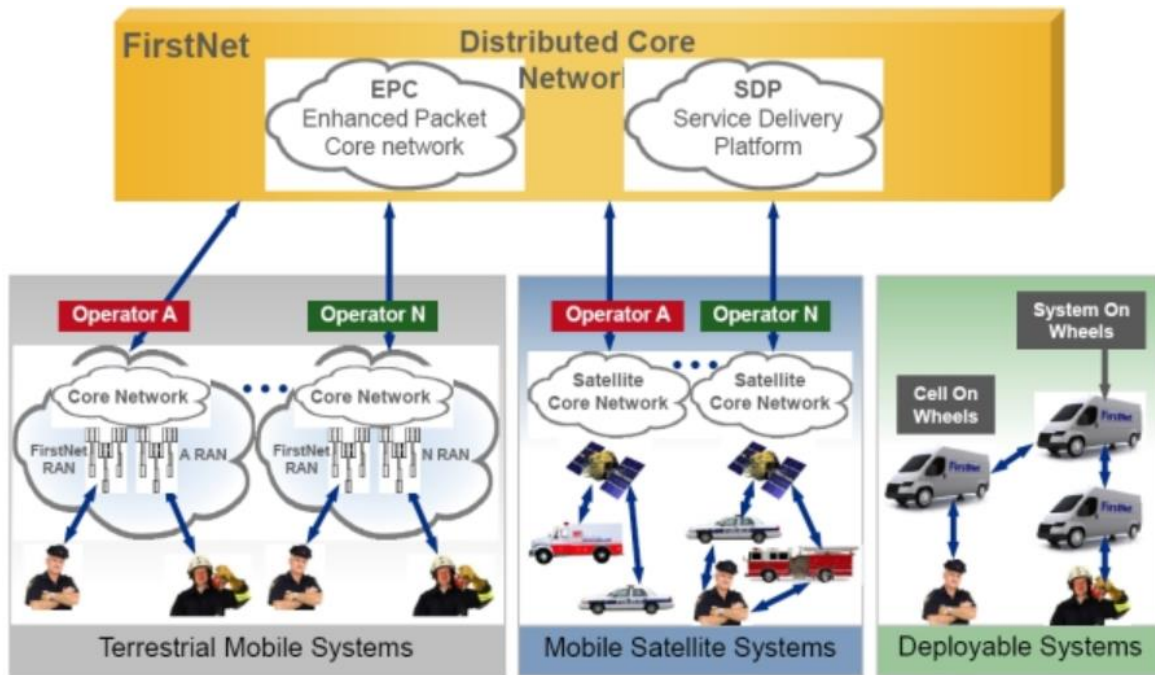 FirstNet
Distributed Core
Network
EPC
Enhanced Packet
Core network
SDP
Service Delivery
Platform
Operator A
Operator N
Operator A
Operator N
System On
Wheels
Cell On
Wheels
Core Network
Core Network
Satellite
Core Network
Satellite
Core Network
FirstNet
RAN
A RAN
FirstNet
RAN
N RAN
FirstNet
FirstNet
FirstNet
POLICE
Terrestrial Mobile Systems
Mobile Satellite Systems
Deployable Systems